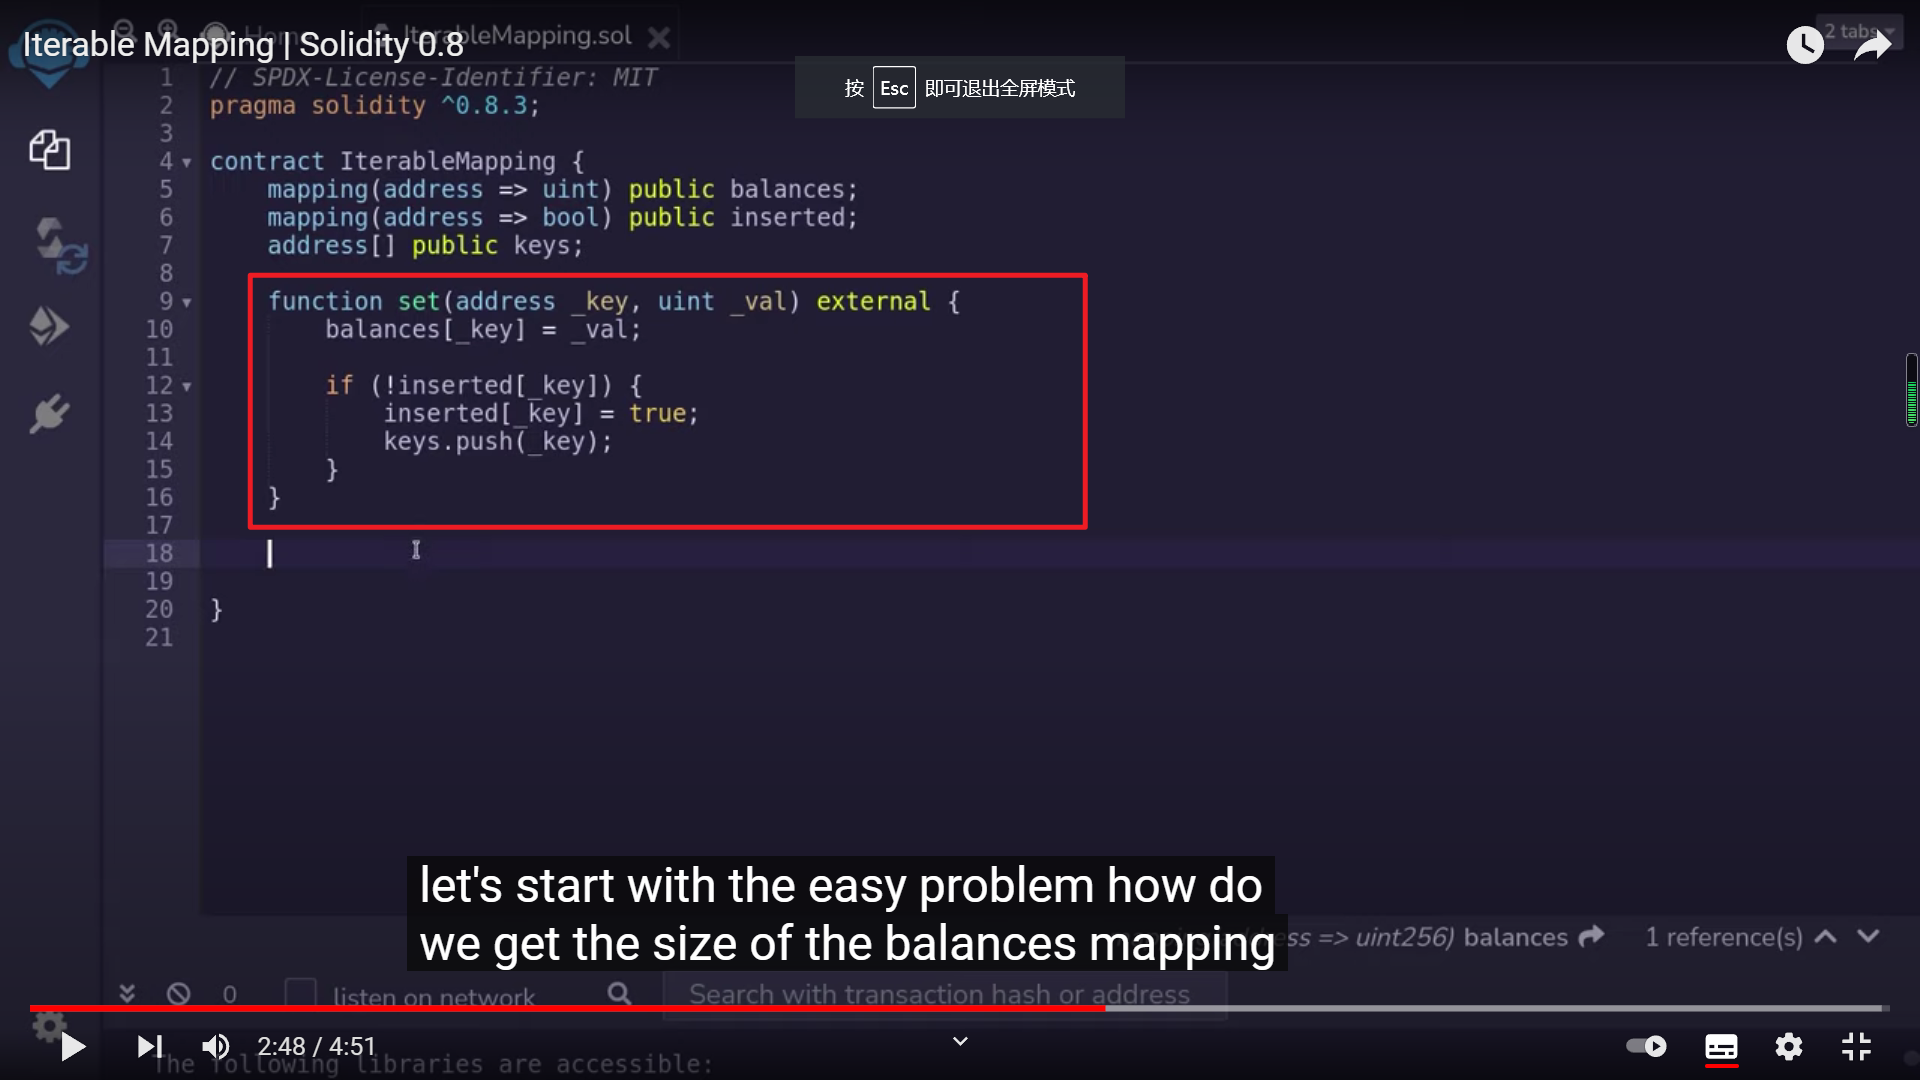 Iterable Mapping | Solidity 0.8
2 tabs
按 Esc 即可退出全屏模式
1 // SPDX-License-Identifier: MIT
2 pragma solidity ^0.8.3;
3
4 contract IterableMapping {
5 mapping(address => uint) public balances;
6 mapping(address => bool) public inserted;
7 address[] public keys;
8
9 function set(address _key, uint _val) external {
10 balances[_key] = _val;
11
12 if (!inserted[_key]) {
13 inserted[_key] = true;
14 keys.push(_key);
15 }
16 }
17
18
19
20 }
21
let's start with the easy problem how do
we get the size of the balances mapping
=> uint256) balances 1 reference(s)
0 listen on network Search with transaction hash or address
2:48 / 4:51
The following libraries are accessible: